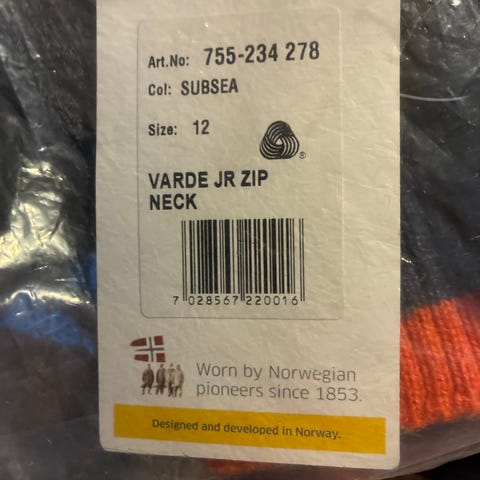 Art.No: 755-234 278
Col: SUBSEA
Size: 12
®
VARDE JR ZIP
NECK
7 028567 220016
Worn by Norwegian
pioneers since 1853.
Designed and developed in Norway.